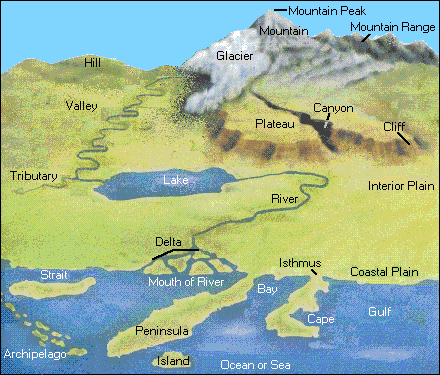 Mountain Peak
Mountain
Mountain Range
Glacier
Hill
Valley
Canyon
Plateau
Cliff
Tributary
Lake
Interior Plain
River
Delta
Isthmus
Strait
Mouth of River
Bay
Coastal Plain
Gulf
Cape
Peninsula
Archipelago
Island
Ocean or Sea